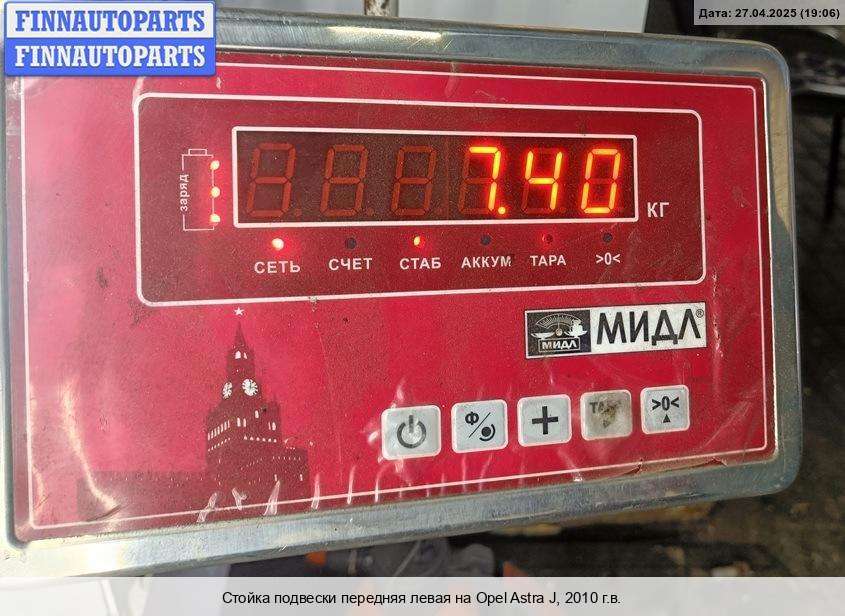 FINNAUTOPARTS
FINNAUTOPARTS
Дата: 27.04.2025 (19:06)
заряд
7.40
КГ
СЕТЬ СЧЕТ СТАБ АККУМ ТАРА >0<
МИДЛ МИДЛ®
Ф
ТАРА >0<
Стойка подвески передняя левая на Opel Astra J, 2010 г.в.